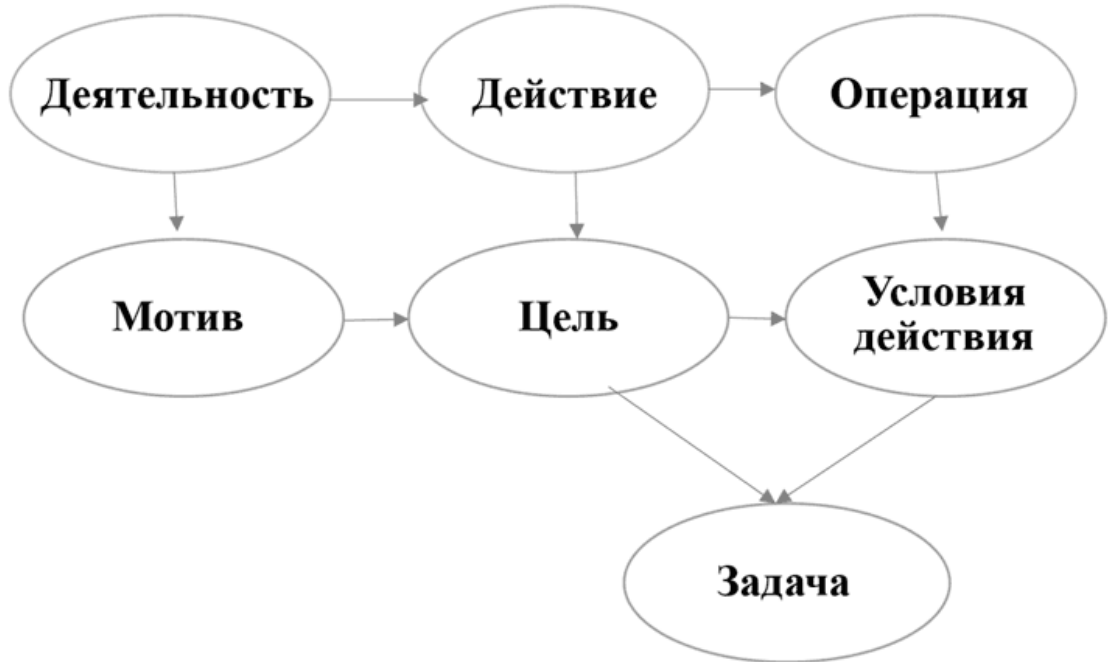 Деятельность
Действие
Операция
Мотив
Цель
Условия
действия
Задача